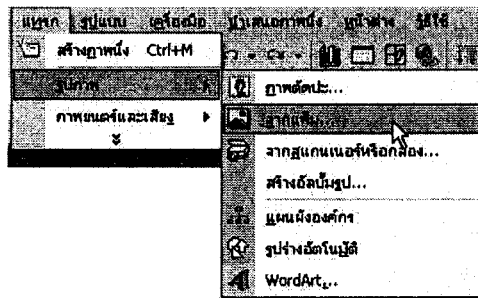 แทรก รูปแบบ เครื่องมือ นำเสนอภาพนิ่ง หน้าต่าง วิธีใช้
สร้างภาพนิ่ง Ctrl+M
รูปภาพ
ภาพยนตร์และเสียง
ภาพตัดปะ...
จากแฟ้ม...
จากสแกนเนอร์หรือกล้อง...
สร้างอัลบั้มรูป...
แผนผังองค์กร
รูปร่างอัตโนมัติ
WordArt...